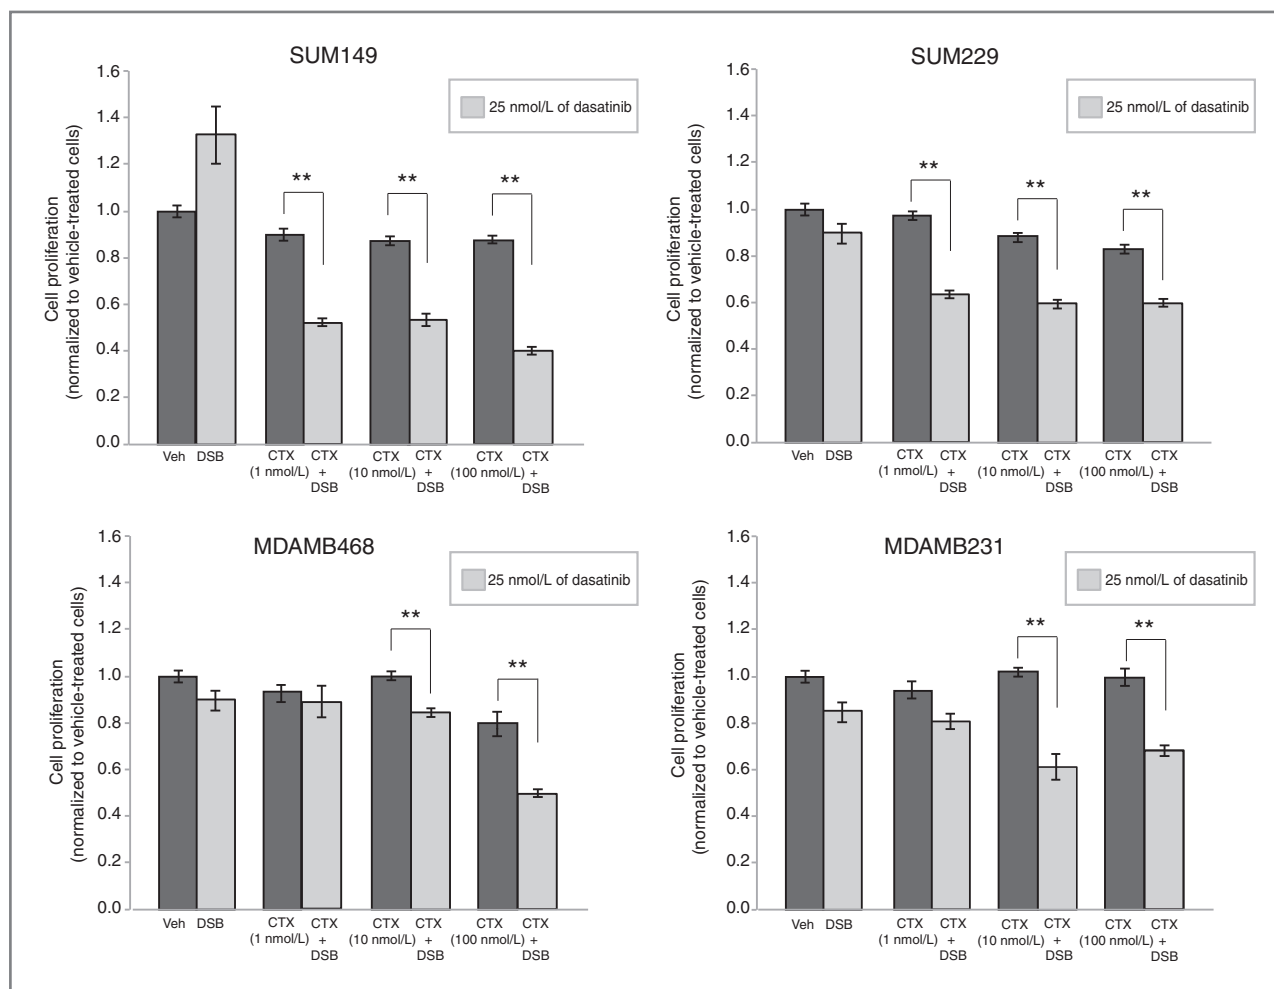 SUM149
25 nmol/L of dasatinib
Cell proliferation
(normalized to vehicle-treated cells)
1.6
1.4
1.2
1.0
0.8
0.6
0.4
0.2
0.0
**
**
**
Veh DSB CTX CTX CTX CTX CTX CTX
(1 nmol/L) + (10 nmol/L) + (100 nmol/L) +
DSB DSB DSB
SUM229
25 nmol/L of dasatinib
Cell proliferation
(normalized to vehicle-treated cells)
1.6
1.4
1.2
1.0
0.8
0.6
0.4
0.2
0.0
**
**
**
Veh DSB CTX CTX CTX CTX CTX CTX
(1 nmol/L) + (10 nmol/L) + (100 nmol/L) +
DSB DSB DSB
MDAMB468
25 nmol/L of dasatinib
Cell proliferation
(normalized to vehicle-treated cells)
1.6
1.4
1.2
1.0
0.8
0.6
0.4
0.2
0.0
**
**
Veh DSB CTX CTX CTX CTX CTX CTX
(1 nmol/L) + (10 nmol/L) + (100 nmol/L) +
DSB DSB DSB
MDAMB231
25 nmol/L of dasatinib
Cell proliferation
(normalized to vehicle-treated cells)
1.6
1.4
1.2
1.0
0.8
0.6
0.4
0.2
0.0
**
**
Veh DSB CTX CTX CTX CTX CTX CTX
(1 nmol/L) + (10 nmol/L) + (100 nmol/L) +
DSB DSB DSB